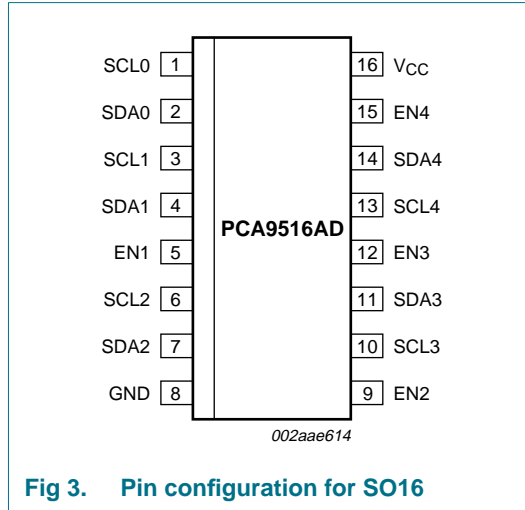 SCL0 1 16 VCC
SDA0 2 15 EN4
SCL1 3 14 SDA4
SDA1 4 13 SCL4
PCA9516AD
EN1 5 12 EN3
SCL2 6 11 SDA3
SDA2 7 10 SCL3
GND 8 9 EN2
002aae614
Fig 3. Pin configuration for SO16